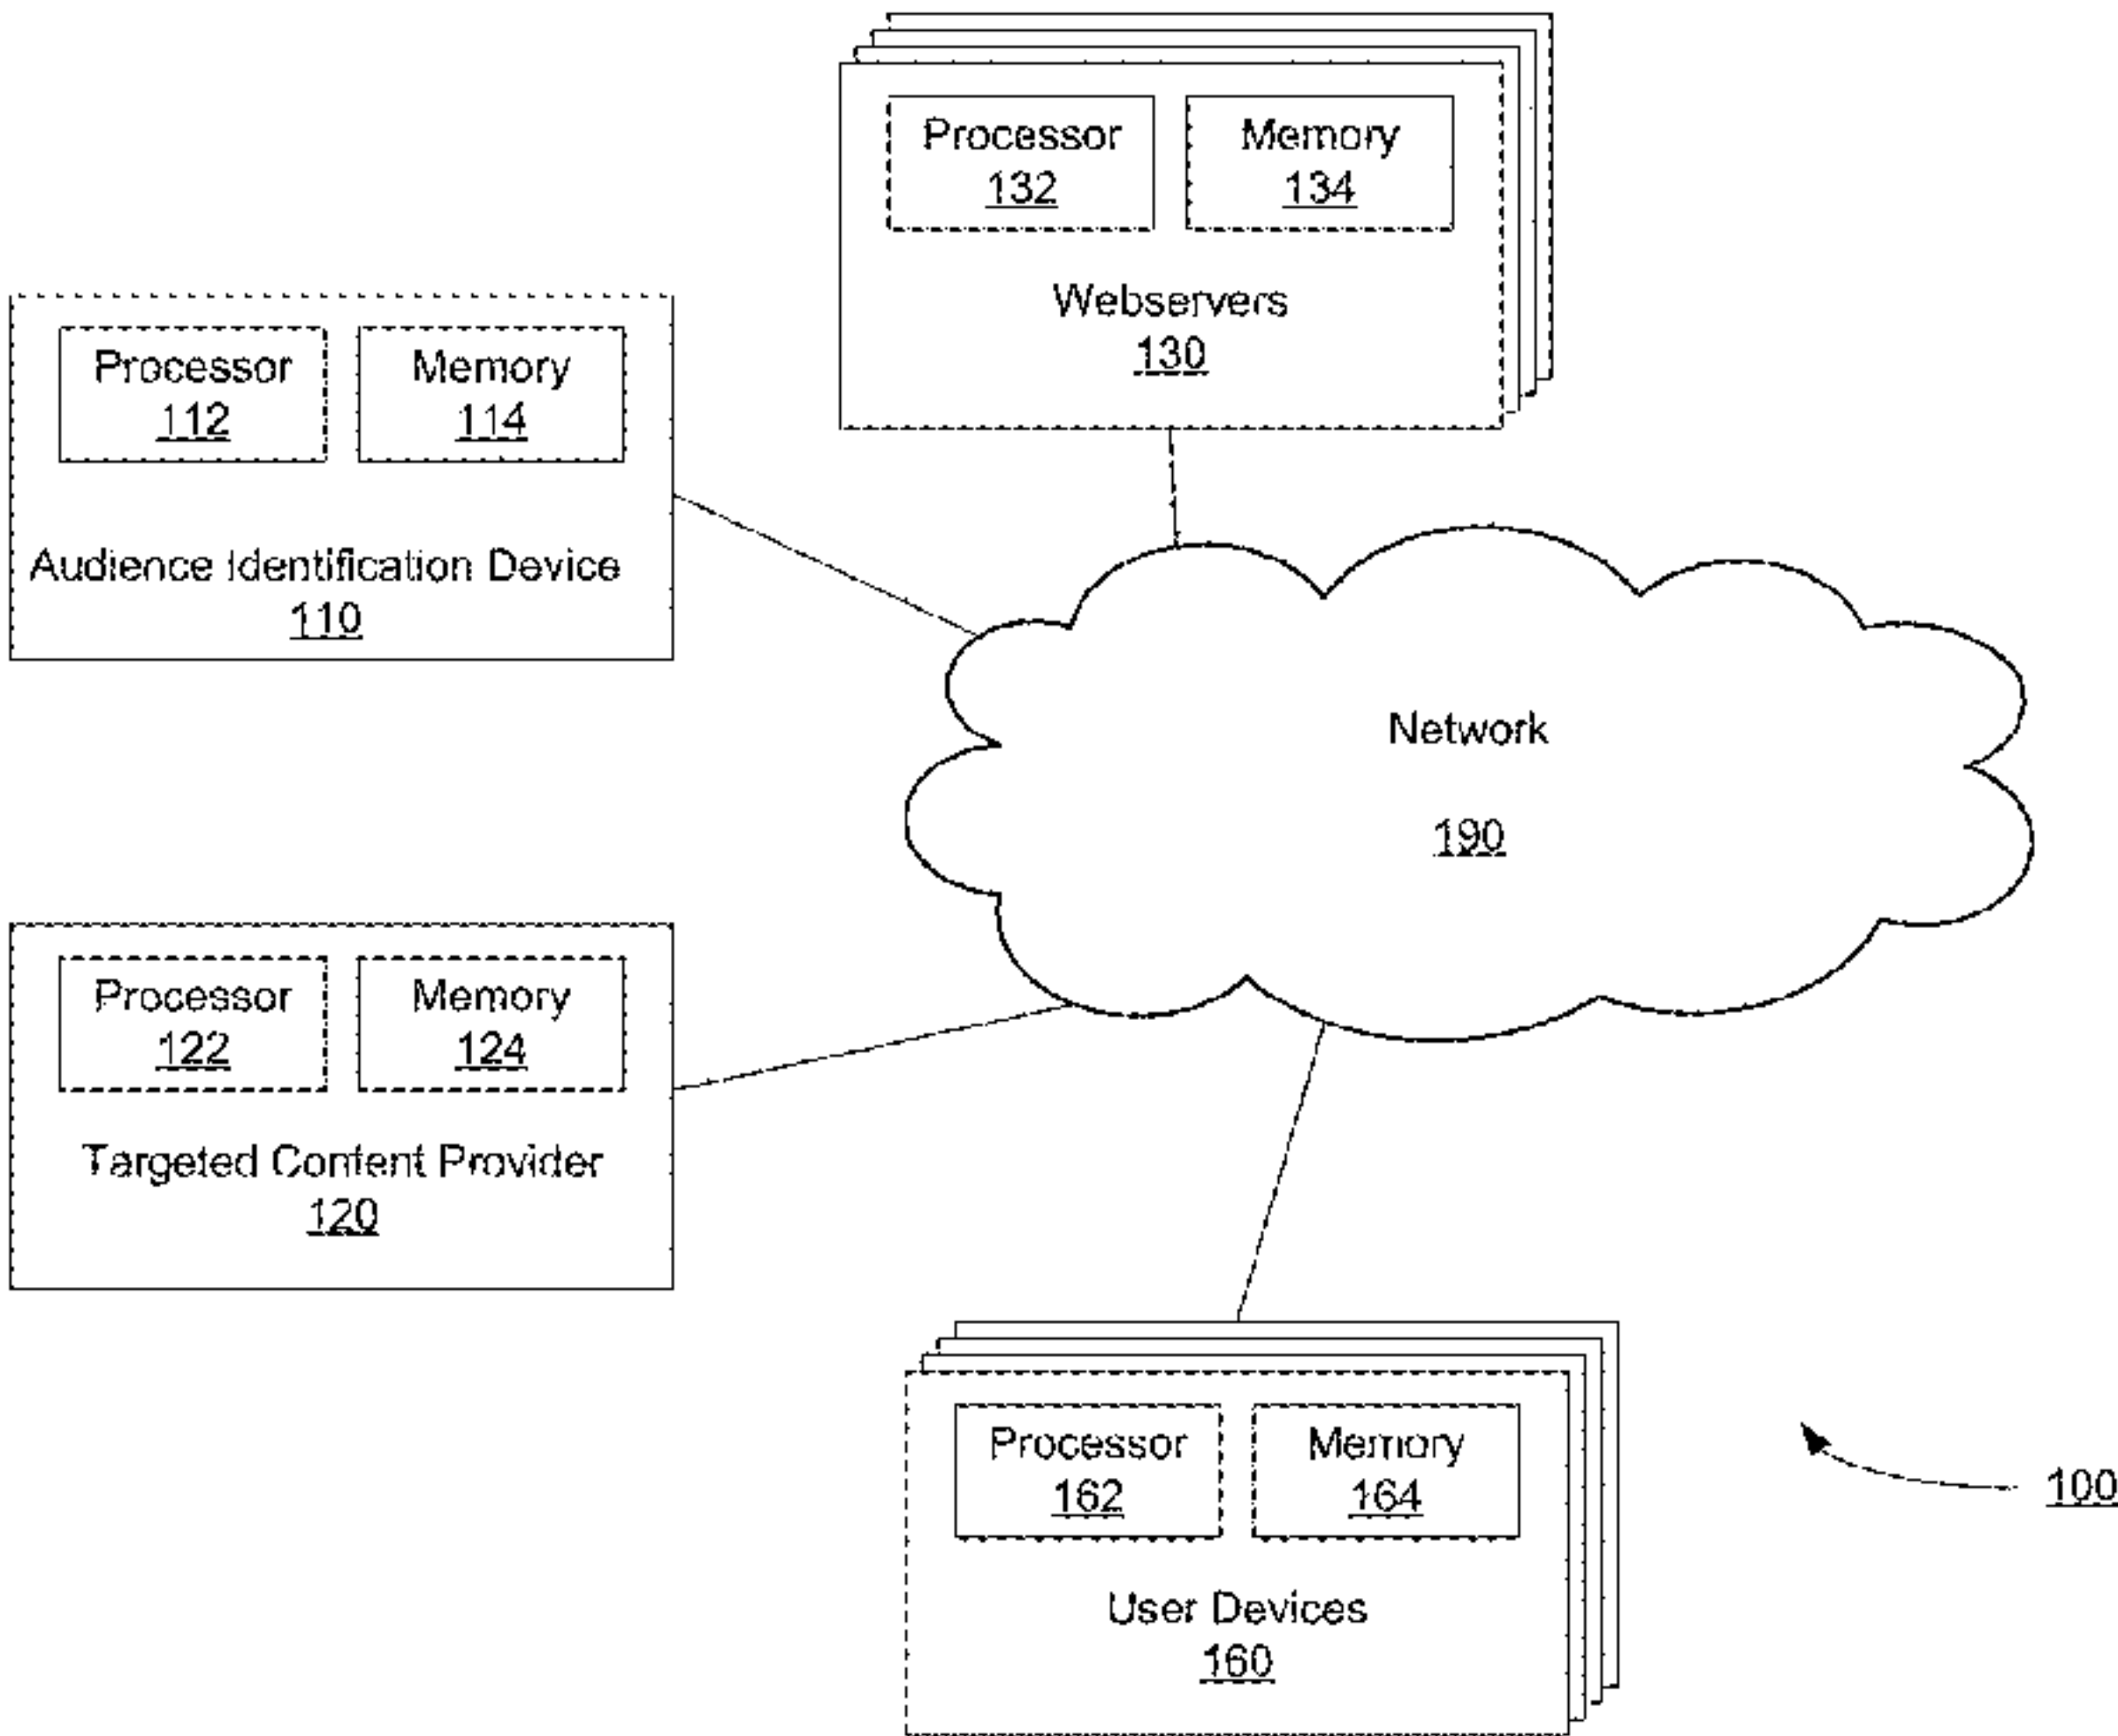 Processor Memory
132 134
Webservers
130
Processor Memory
112 114
Audience Identification Device
110
Network
190
Processor Memory
122 124
Targeted Content Provider
120
Processor Memory
162 164
User Devices
160
100